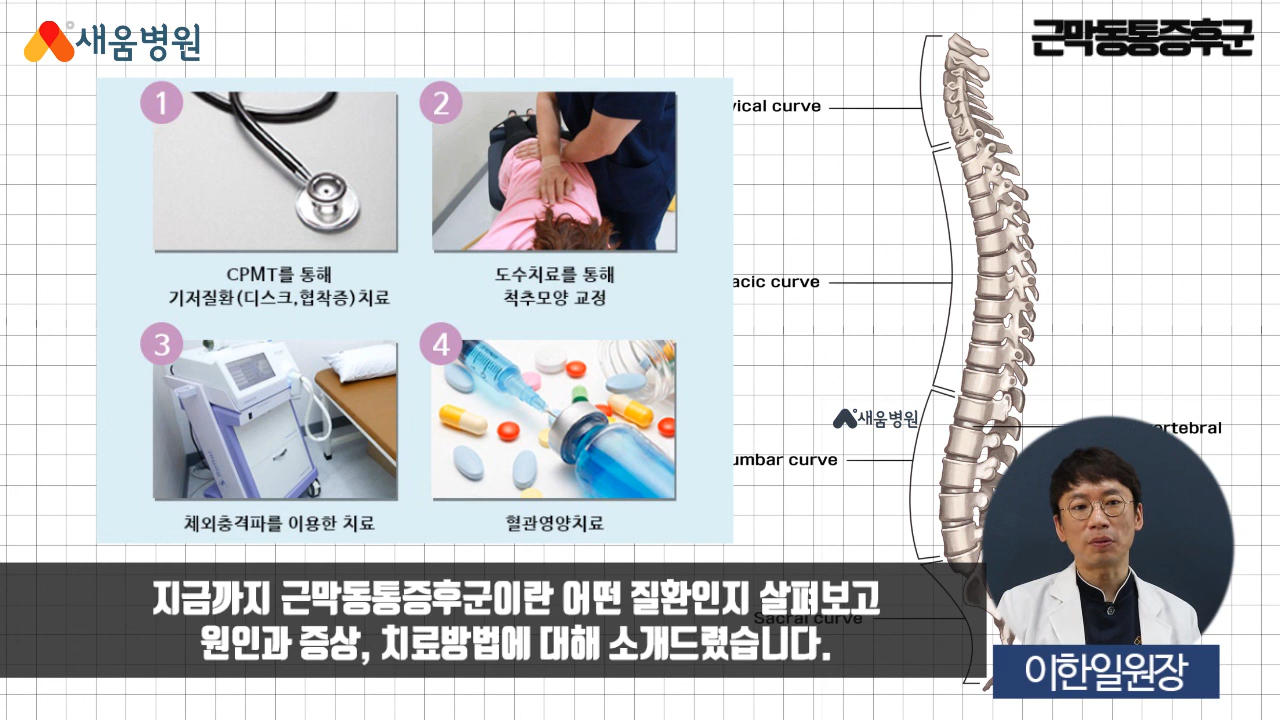 새움병원
근막동통증후군
1
2
CPMT를 통해
기저질환(디스크,협착증)치료
도수치료를 통해
척추모양 교정
3
4
체외충격파를 이용한 치료
혈관영양치료
vical curve
acic curve
새움병원
ertebral
umbar curve
Sacral curve
지금까지 근막동통증후군이란 어떤 질환인지 살펴보고
원인과 증상, 치료방법에 대해 소개드렸습니다.
이한일원장